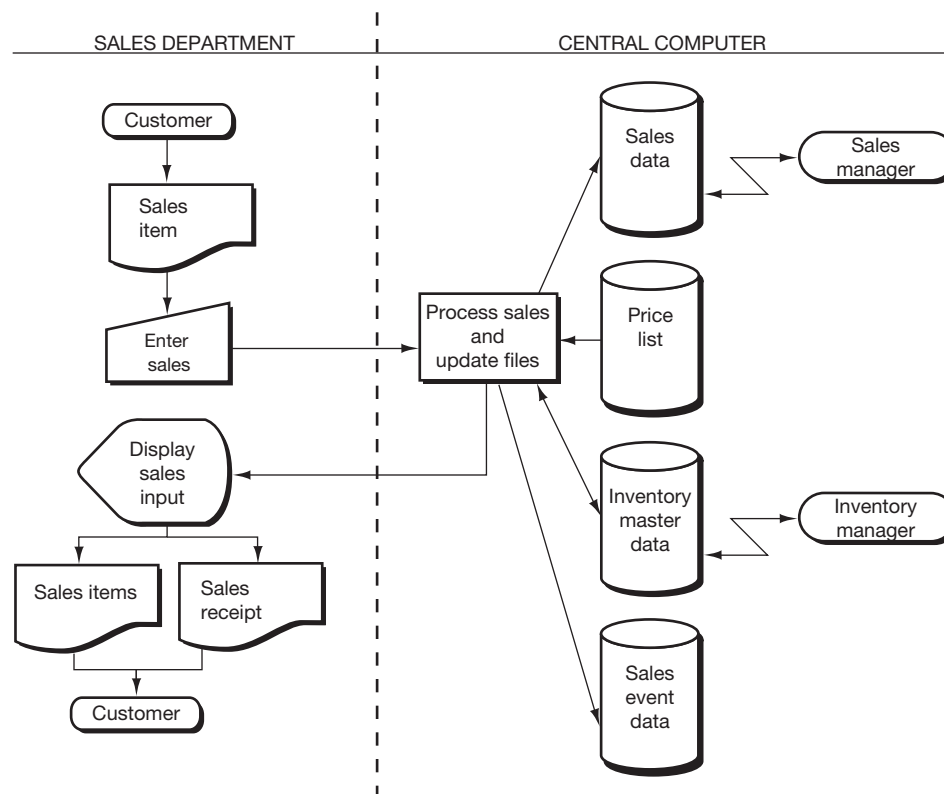 SALES DEPARTMENT
CENTRAL COMPUTER
Customer
Sales
item
Enter
sales
Display
sales
input
Sales items
Sales
receipt
Customer
Process sales
and
update files
Sales
data
Sales
manager
Price
list
Inventory
master
data
Inventory
manager
Sales
event
data